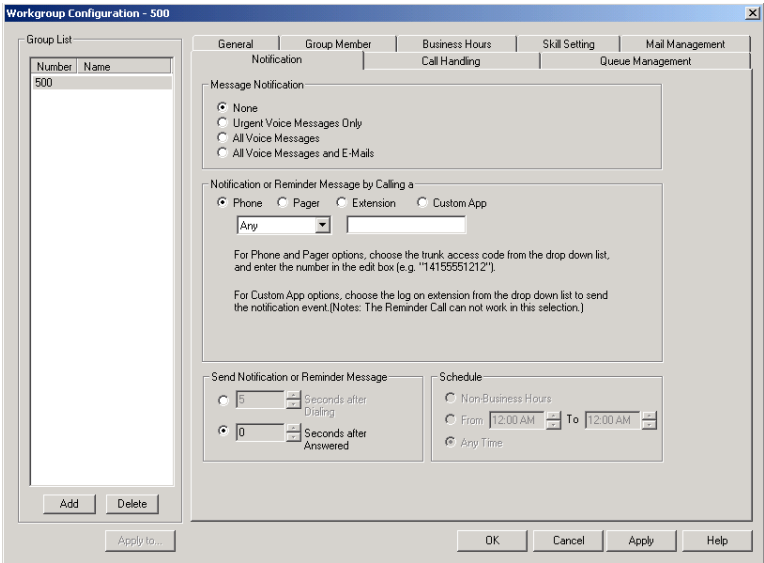 Workgroup Configuration - 500
Group List
Number Name
500
Add Delete
Apply to...
General Group Member Business Hours Skill Setting Mail Management
Notification Call Handling Queue Management
Message Notification
None
Urgent Voice Messages Only
All Voice Messages
All Voice Messages and E-Mails
Notification or Reminder Message by Calling a
Phone Pager Extension Custom App
Any
For Phone and Pager options, choose the trunk access code from the drop down list,
and enter the number in the edit box (e.g. "14155551212").
For Custom App options, choose the log on extension from the drop down list to send
the notification event.(Notes: The Reminder Call can not work in this selection.)
Send Notification or Reminder Message
5 Seconds after
Dialing
0 Seconds after
Answered
Schedule
Non-Business Hours
From 12:00 AM To 12:00 AM
Any Time
OK Cancel Apply Help